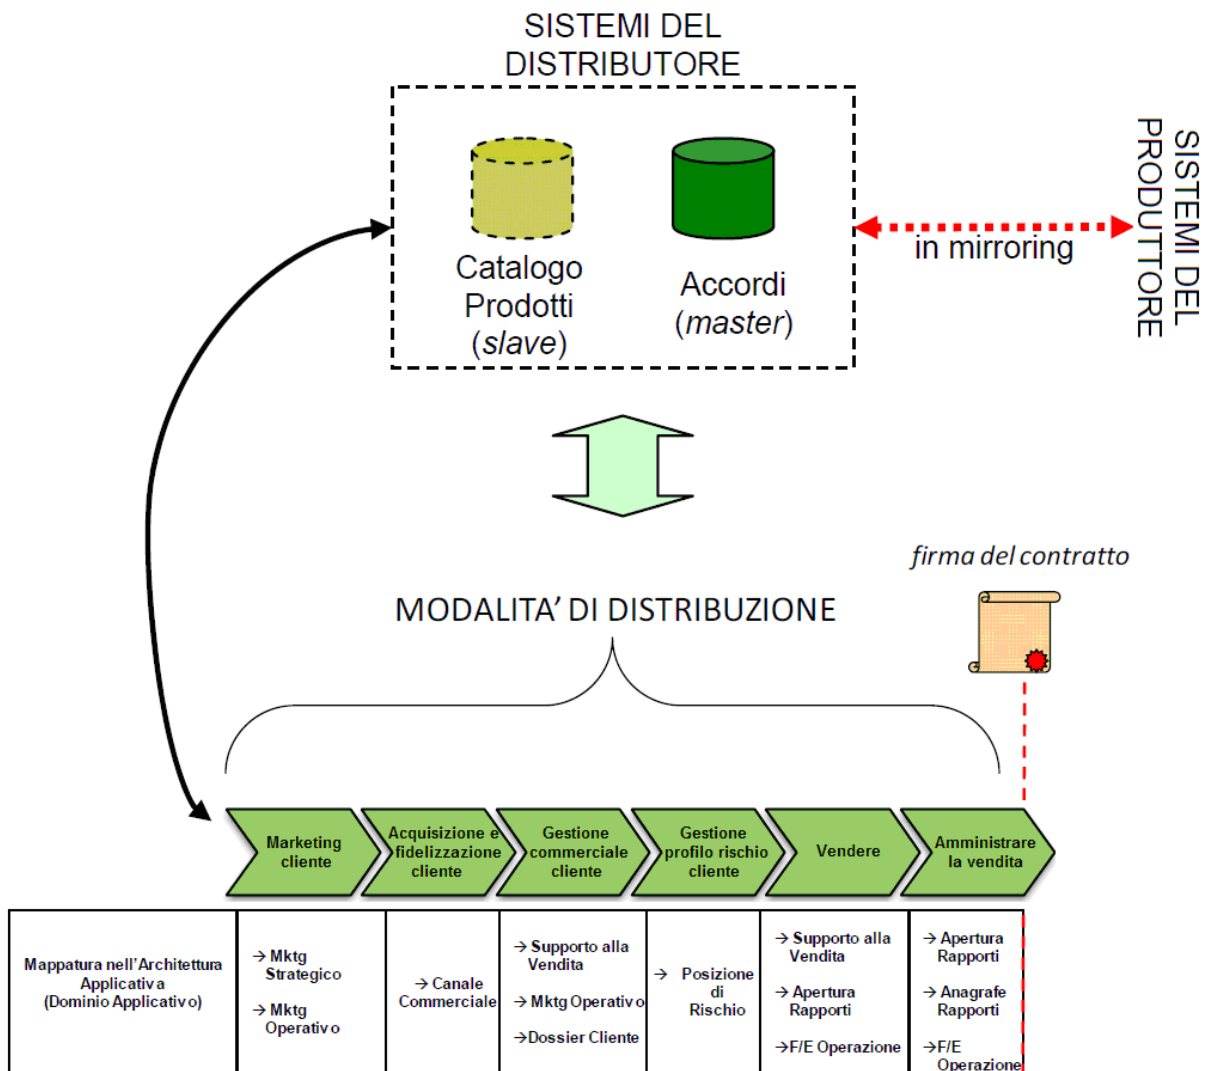 SISTEMI DEL
DISTRIBUTORE
Catalogo
Prodotti
(slave)
Accordi
(master)
in mirroring
SISTEMI DEL
PRODUTTORE
firma del contratto
MODALITA’ DI DISTRIBUZIONE
Marketing
cliente
Acquisizione e
fidelizzazione
cliente
Gestione
commerciale
cliente
Gestione
profilo rischio
cliente
Vendere
Amministrare
la vendita
Mappatura nell’Architettura
Applicativa
(Dominio Applicativo)
→ Mktg
Strategico
→ Mktg
Operativo
→ Canale
Commerciale
→ Supporto alla
Vendita
→ Mktg Operativo
→Dossier Cliente
→ Posizione
di
Rischio
→ Supporto alla
Vendita
→ Apertura
Rapporti
→F/E Operazione
→ Apertura
Rapporti
→ Anagrafe
Rapporti
→F/E
Operazione